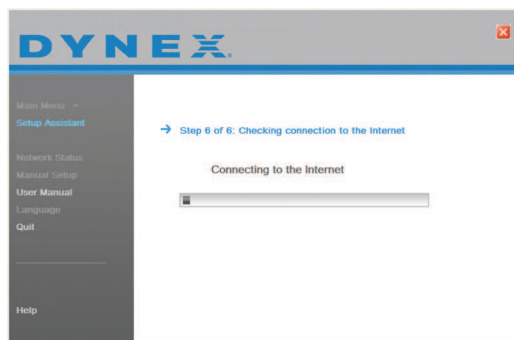 DYNEX
Main Menu
Setup Assistant
Network Status
Manual Setup
User Manual
Language
Quit
Help
Step 6 of 6: Checking connection to the Internet
Connecting to the Internet